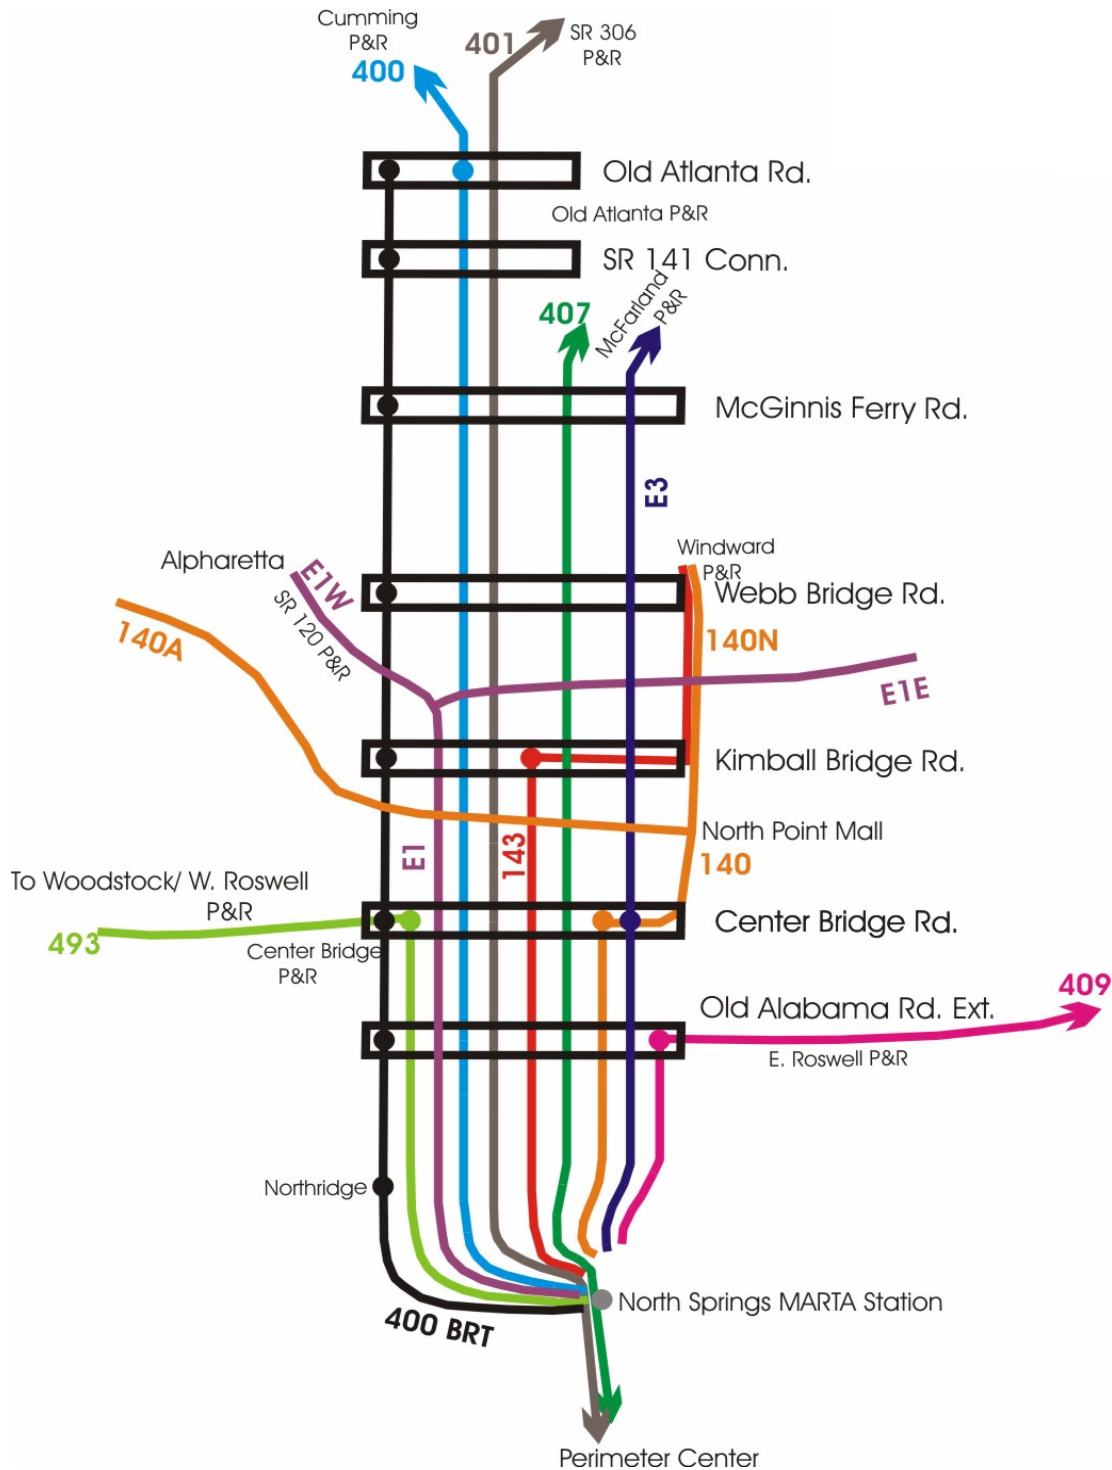 Cumming
P&R
400
401
SR 306
P&R
Old Atlanta Rd.
Old Atlanta P&R
SR 141 Conn.
407
McFarland
P&R
McGinnis Ferry Rd.
E3
Windward
P&R
Alpharetta
E1W
SR 120 P&R
Webb Bridge Rd.
140A
140N
E1E
Kimball Bridge Rd.
North Point Mall
E1
143
140
To Woodstock/ W. Roswell
P&R
493
Center Bridge Rd.
Center Bridge
P&R
409
Old Alabama Rd. Ext.
E. Roswell P&R
Northridge
North Springs MARTA Station
400 BRT
Perimeter Center